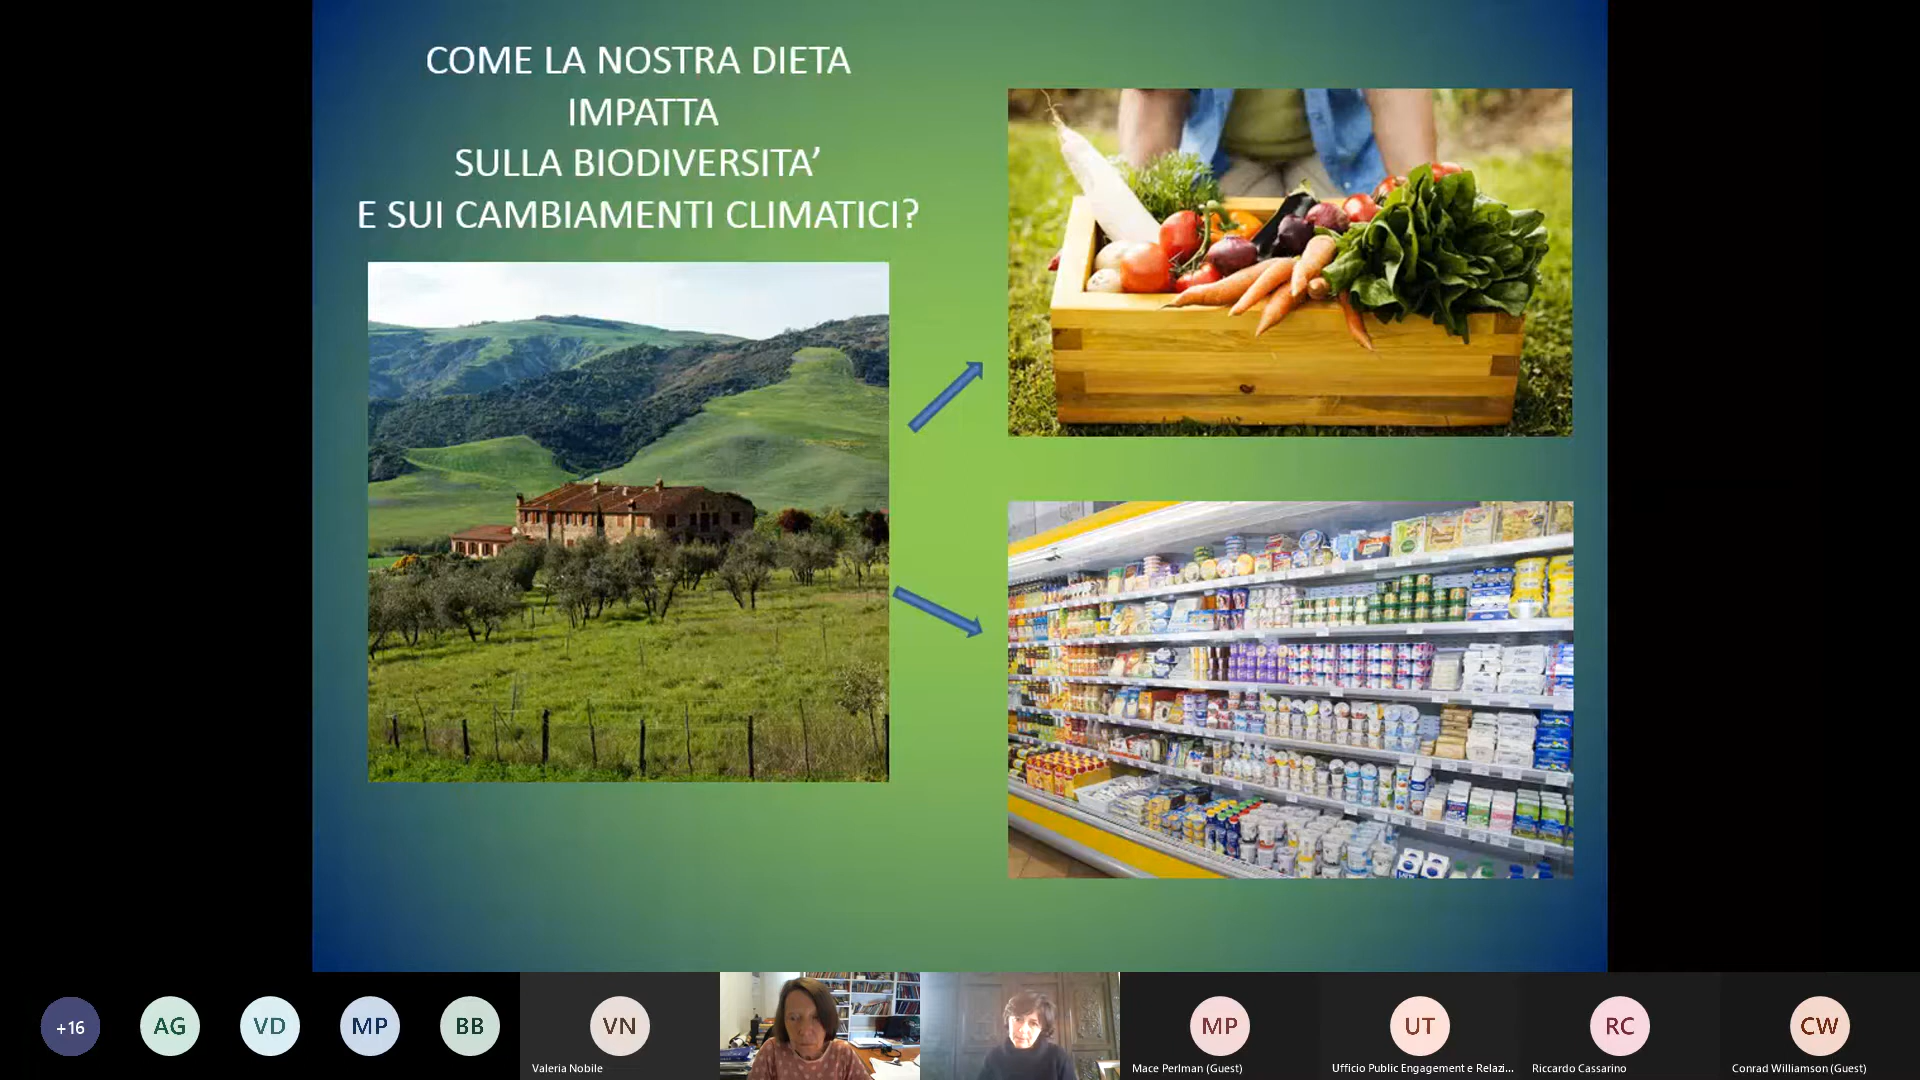 COME LA NOSTRA DIETA
IMPATTA
SULLA BIODIVERSITA’
E SUI CAMBIAMENTI CLIMATICI?
+16
AG
VD
MP
BB
VN
Valeria Nobile
MP
Mace Perlman (Guest)
UT
Ufficio Public Engagement e Relazi...
RC
Riccardo Cassarino
CW
Conrad Williamson (Guest)